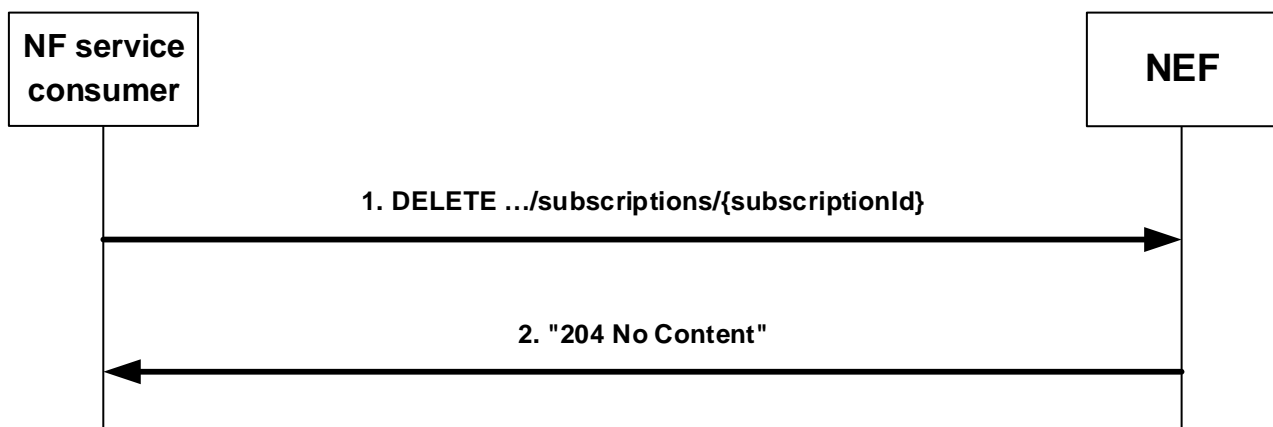 NF service
consumer
NEF
1. DELETE …/subscriptions/{subscriptionId}
2. "204 No Content"